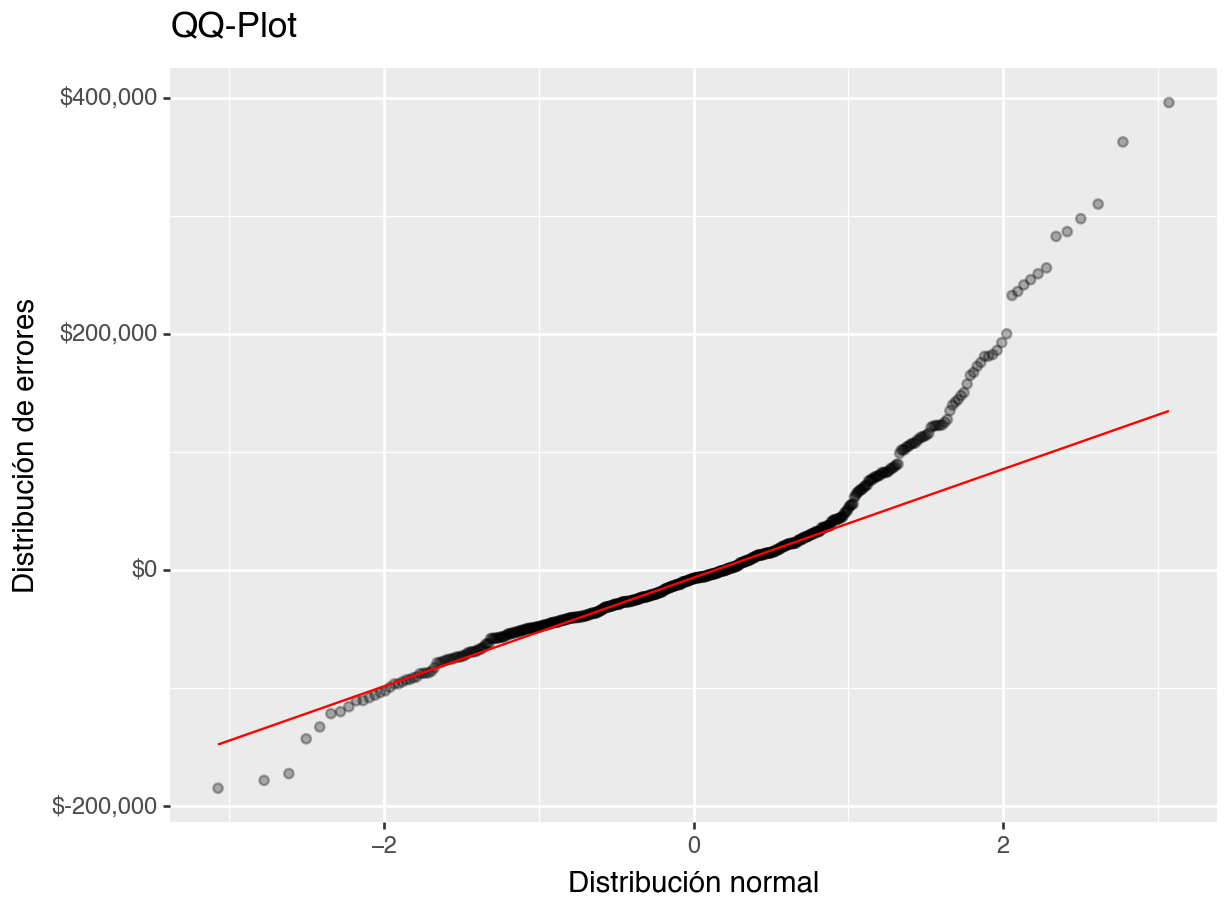 QQ-Plot
$400,000
$200,000
$0
$-200,000
Distribución de errores
−2
0
2
Distribución normal